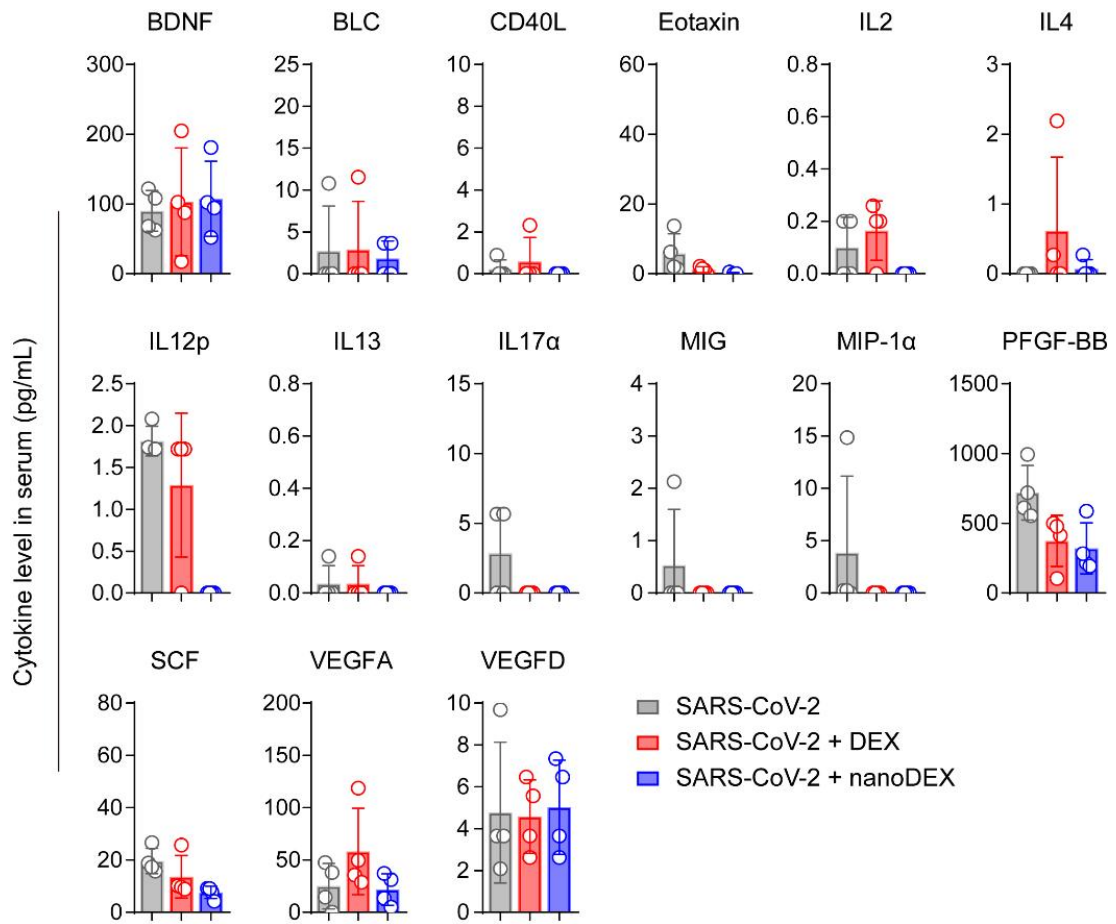 BDNF BLC CD40L Eotaxin IL2 IL4
300 25 10 60 0.8 3
20 8 0.6
200 40 2
15 6
0.4
10 4
100 20 1
5 2 0.2
0 0 0 0 0.0 0
IL12p IL13 IL17α MIG MIP-1α PFGF-BB
2.5 0.8 15 4 20 1500
2.0 0.6 3 15
10 1000
1.5
0.4 2 10
1.0
5 500
0.2 1 5
0.5
0.0 0.0 0 0 0 0
SCF VEGFA VEGFD
80 200 10
60 150 8
6
40 100
4
20 50 2
0 0 0
Cytokine level in serum (pg/mL)
SARS-CoV-2
SARS-CoV-2 + DEX
SARS-CoV-2 + nanoDEX